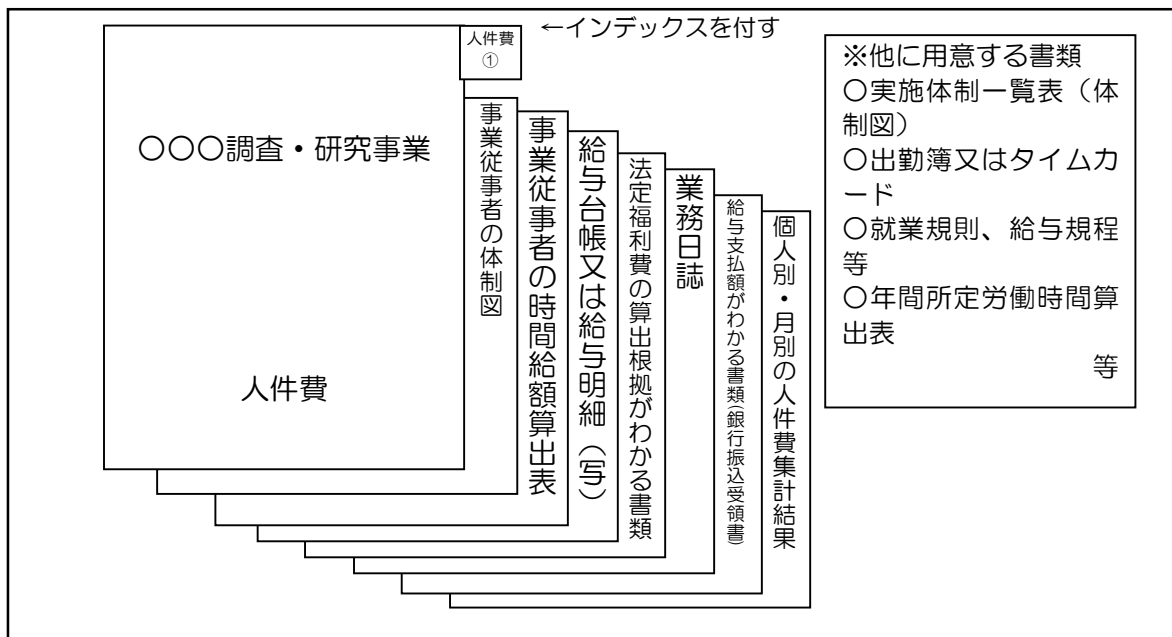 人件費
①
←インデックスを付す
〇〇〇調査・研究事業
人件費
事業従事者の体制図
事業従事者の時間給額算出表
給与台帳又は給与明細（写）
法定福利費の算出根拠がわかる書類
業務日誌
給与支払額がわかる書類（銀行振込受領書）
個人別・月別の人件費集計結果
※他に用意する書類
〇実施体制一覧表（体
制図）
〇出勤簿又はタイムカ
ード
〇就業規則、給与規程
等
〇年間所定労働時間算
出表
等